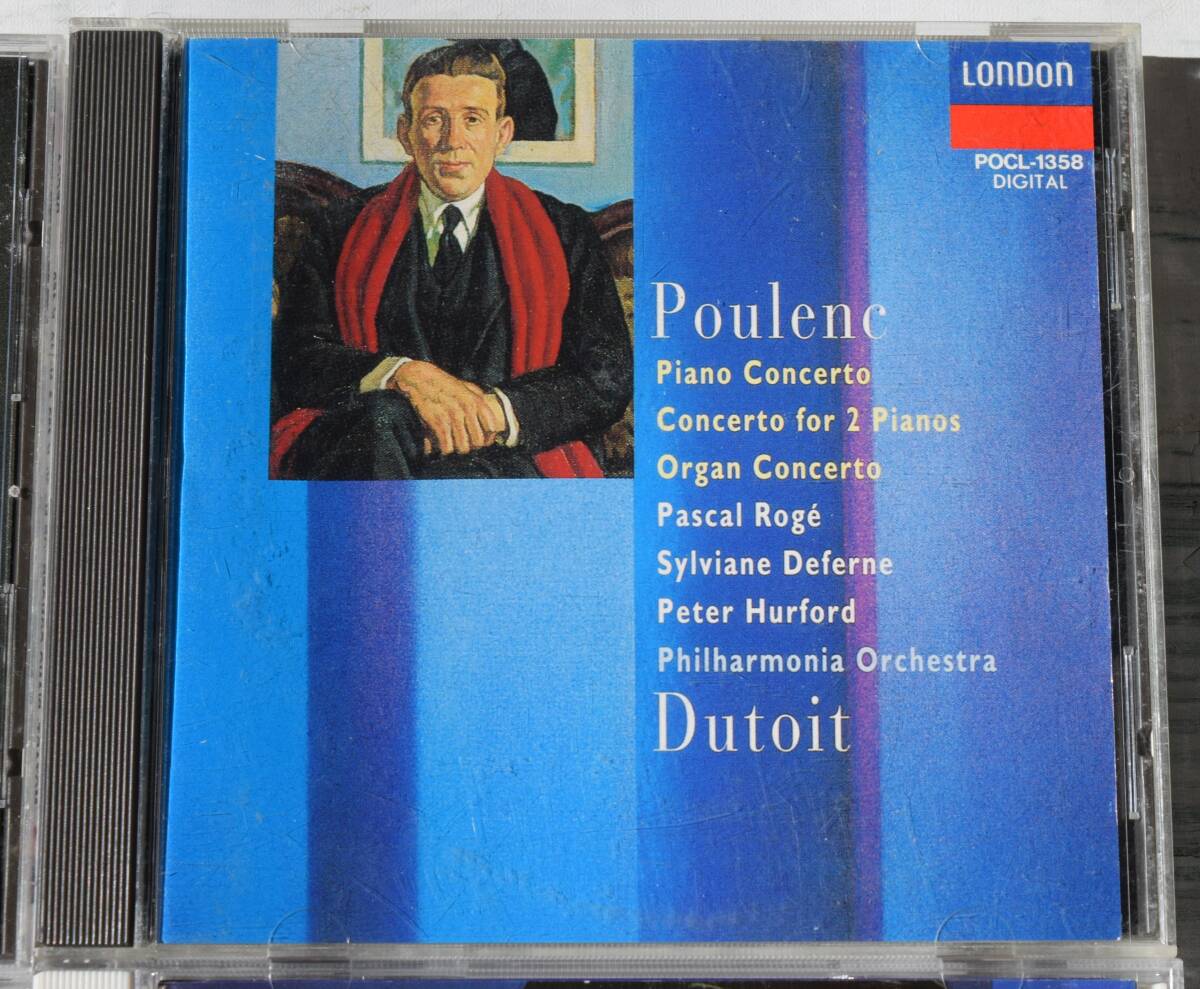 LONDON
POCL-1358
DIGITAL
Poulenc
Piano Concerto
Concerto for 2 Pianos
Organ Concerto
Pascal Rogé
Sylviane Deferne
Peter Hurford
Philharmonia Orchestra
Dutoit